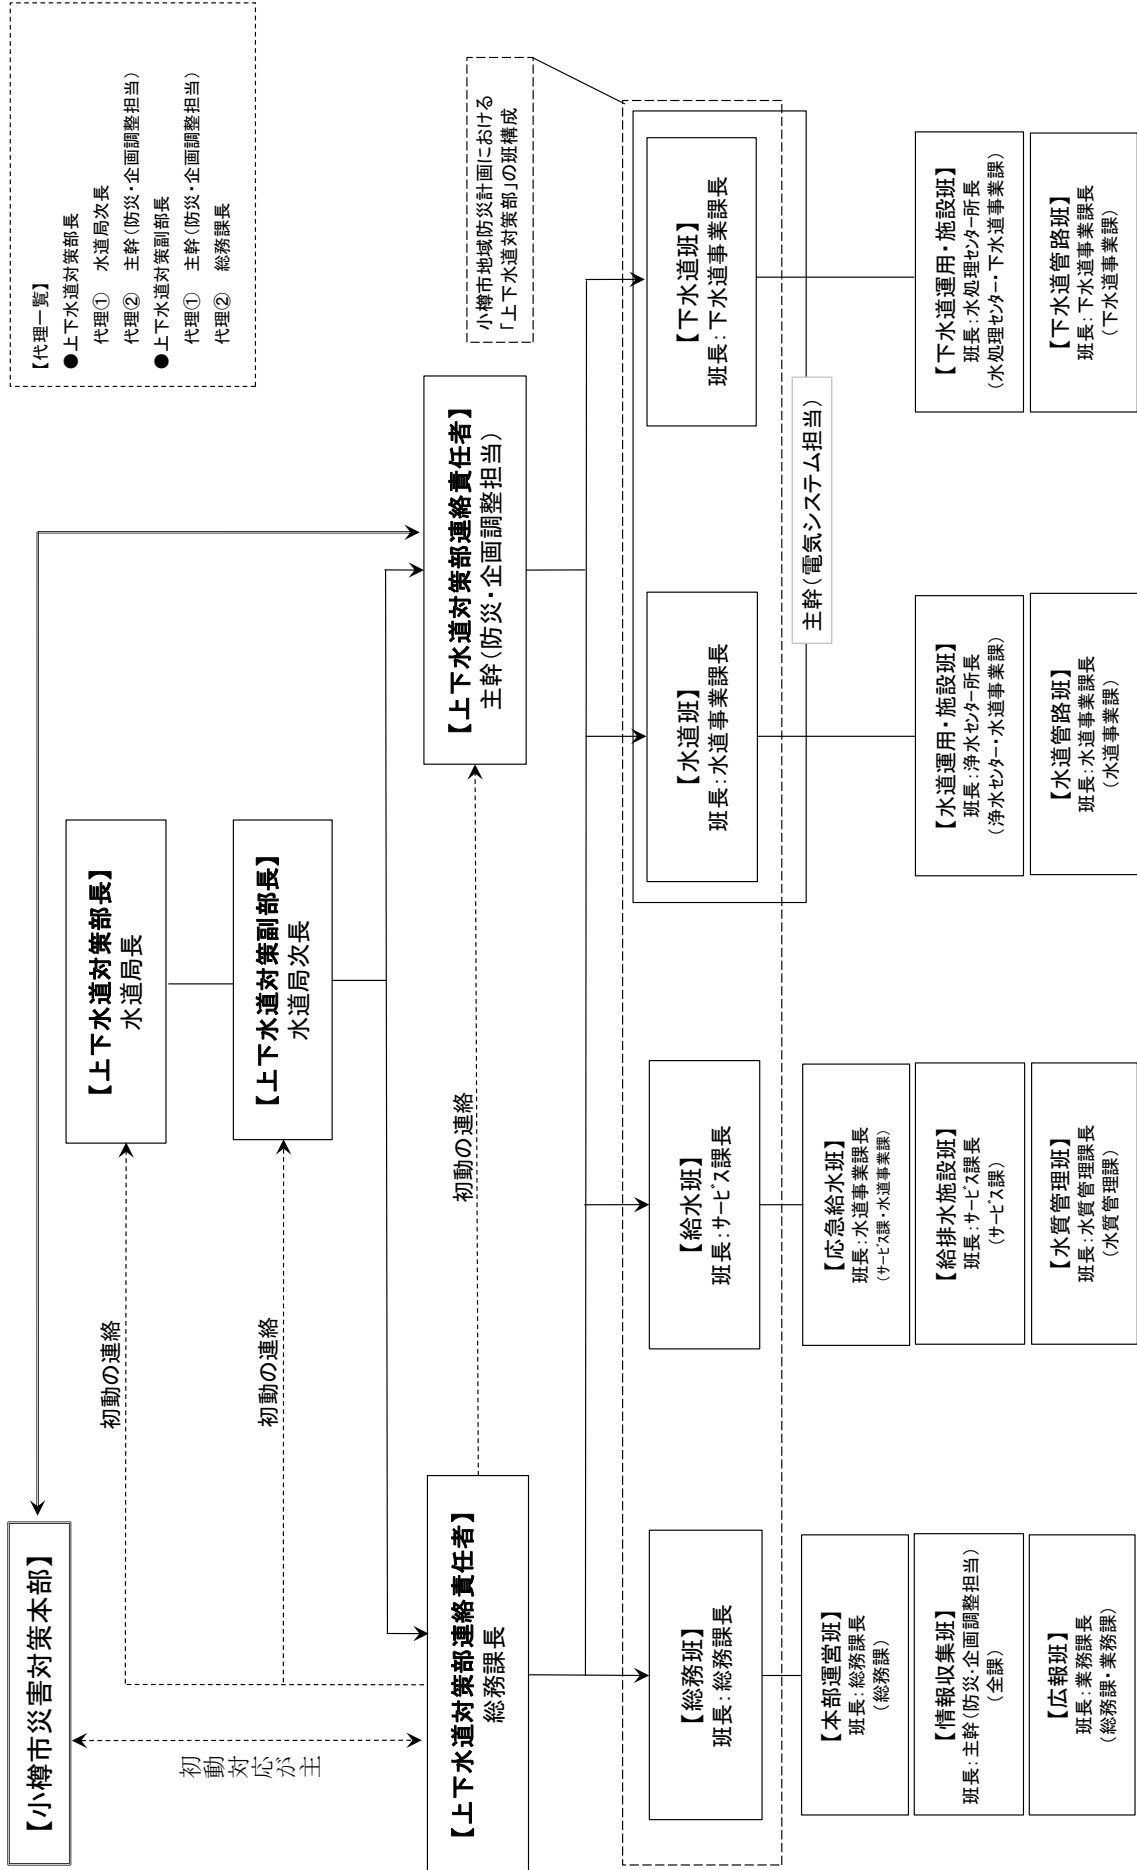 【小樽市災害対策本部】
【代理一覧】
●上下水道対策部長
代理① 水道局次長
代理② 主幹(防災・企画調整担当)
●上下水道対策副部長
代理① 主幹(防災・企画調整担当)
代理② 総務課長
【上下水道対策部長】
水道局長
初動の連絡
【上下水道対策副部長】
水道局次長
初動の連絡
初動対応が主
【上下水道対策部連絡責任者】
総務課長
初動の連絡
【上下水道対策部連絡責任者】
主幹(防災・企画調整担当)
小樽市地域防災計画における
「上下水道対策部」の班構成
【総務班】
班長:総務課長
【給水班】
班長:サービス課長
【水道班】
班長:水道事業課長
【下水道班】
班長:下水道事業課長
主幹(電気システム担当)
【本部運営班】
班長:総務課長
(総務課)
【情報収集班】
班長:主幹(防災・企画調整担当)
(全課)
【広報班】
班長:業務課長
(総務課・業務課)
【応急給水班】
班長:水道事業課長
(サービス課・水道事業課)
【給排水施設班】
班長:サービス課長
(サービス課)
【水質管理班】
班長:水質管理課長
(水質管理課)
【水道運用・施設班】
班長:浄水センター所長
(浄水センター・水道事業課)
【水道管路班】
班長:水道事業課長
(水道事業課)
【下水道運用・施設班】
班長:水処理センター所長
(水処理センター・下水道事業課)
【下水道管路班】
班長:下水道事業課長
(下水道事業課)